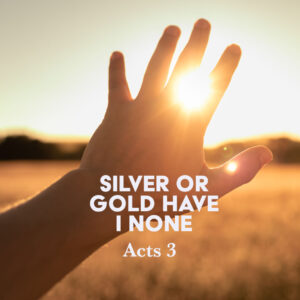 SILVER OR
GOLD HAVE
I NONE
Acts 3